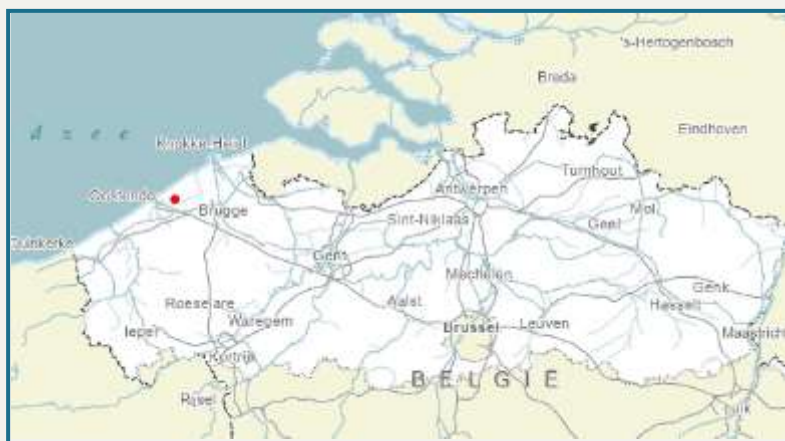 's-Hertogenbosch
Breda
d z e e
Eindhoven
Knokke-Heist
Turnhout
Antwerpen
Oostende
Mol
Brugge
Sint-Niklaas
Geel
Duinkerke
Gent
Mechelen
Genk
Roeselare
Aalst
Hasselt
Waregem
Ieper
Brussel
Leuven
Maastricht
Kortrijk
BELGIE
Rijsel
Luik